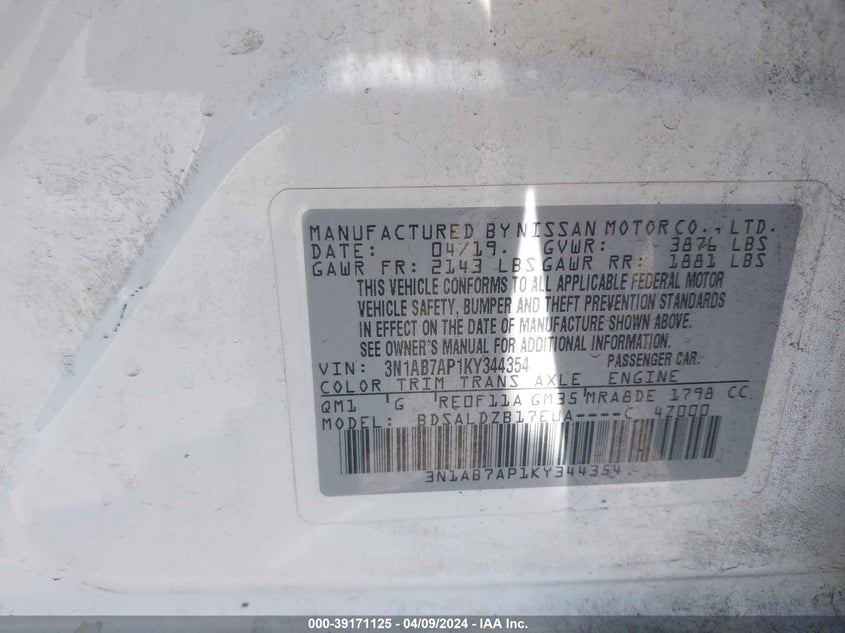 MANUFACTURED BY NISSAN MOTOR CO., LTD.
DATE: 04/19. GVWR: 3876 LBS
GAWR FR: 2143 LBS GAWR RR: 1881 LBS
THIS VEHICLE CONFORMS TO ALL APPLICABLE FEDERAL MOTOR
VEHICLE SAFETY, BUMPER AND THEFT PREVENTION STANDARDS
IN EFFECT ON THE DATE OF MANUFACTURE SHOWN ABOVE.
SEE OWNER'S MANUAL FOR ADDITIONAL INFORMATION.
VIN: 3N1AB7AP1KY344354 PASSENGER CAR.
COLOR TRIM TRANS AXLE ENGINE
QM1 G RE0F11A GM35 MRA8DE 1798 CC
MODEL: BDSALDZB17EUA----C 4Z000
3N1AB7AP1KY344354
000-39171125 - 04/09/2024 - IAA Inc.